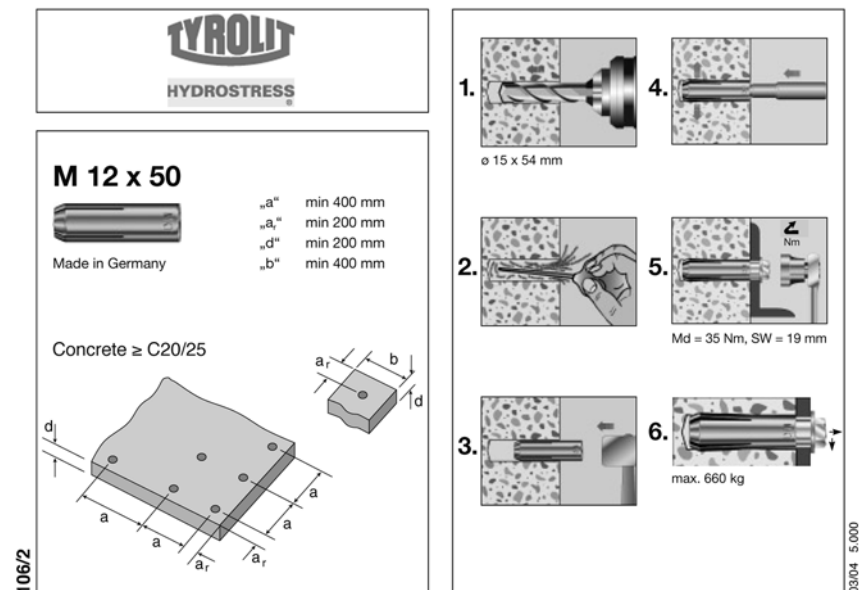 TYROLIT
HYDROSTRESS
®
M 12 x 50
Made in Germany
„a“ min 400 mm
„ar“ min 200 mm
„d“ min 200 mm
„b“ min 400 mm
Concrete ≥ C20/25
ar
b
d
d
a
a
a
a
ar
ar
106/2
1.
ø 15 x 54 mm
2.
3.
4.
5.
Nm
Md = 35 Nm, SW = 19 mm
6.
max. 660 kg
03/04 5.000